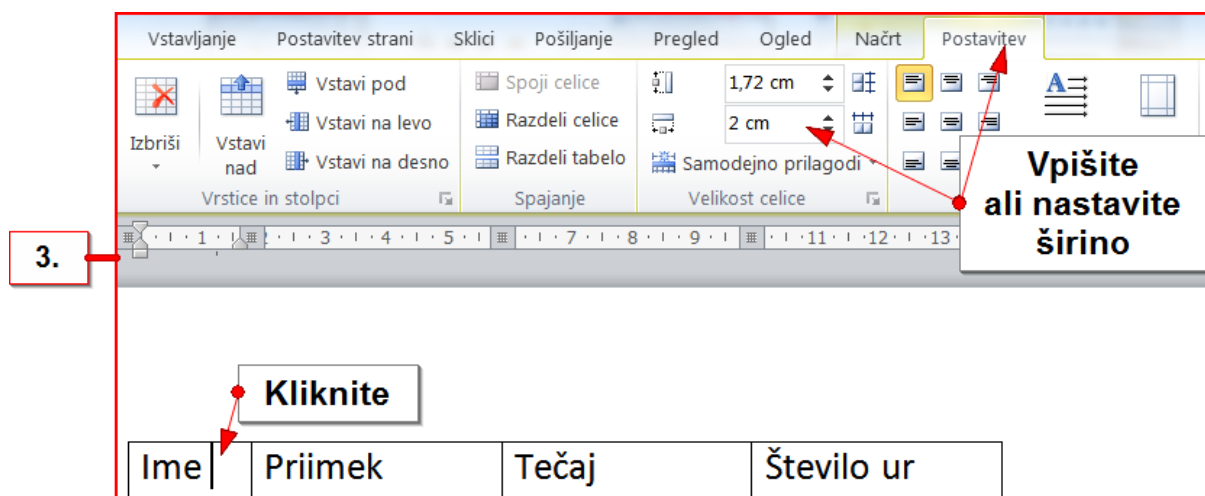 Vstavljanje Postavitev strani Sklici Pošiljanje Pregled Ogled Načrt Postavitev
Izbriši
Vstavi
nad
Vstavi pod
Vstavi na levo
Vstavi na desno
Vrstice in stolpci
Spoji celice
Razdeli celice
Razdeli tabelo
Spajanje
1,72 cm
2 cm
Samodejno prilagodi
Velikost celice
Vpišite
ali nastavite
širino
1 2 3 4 5 7 8 9 11 12 13
3.
Kliknite
Ime Priimek Tečaj Število ur